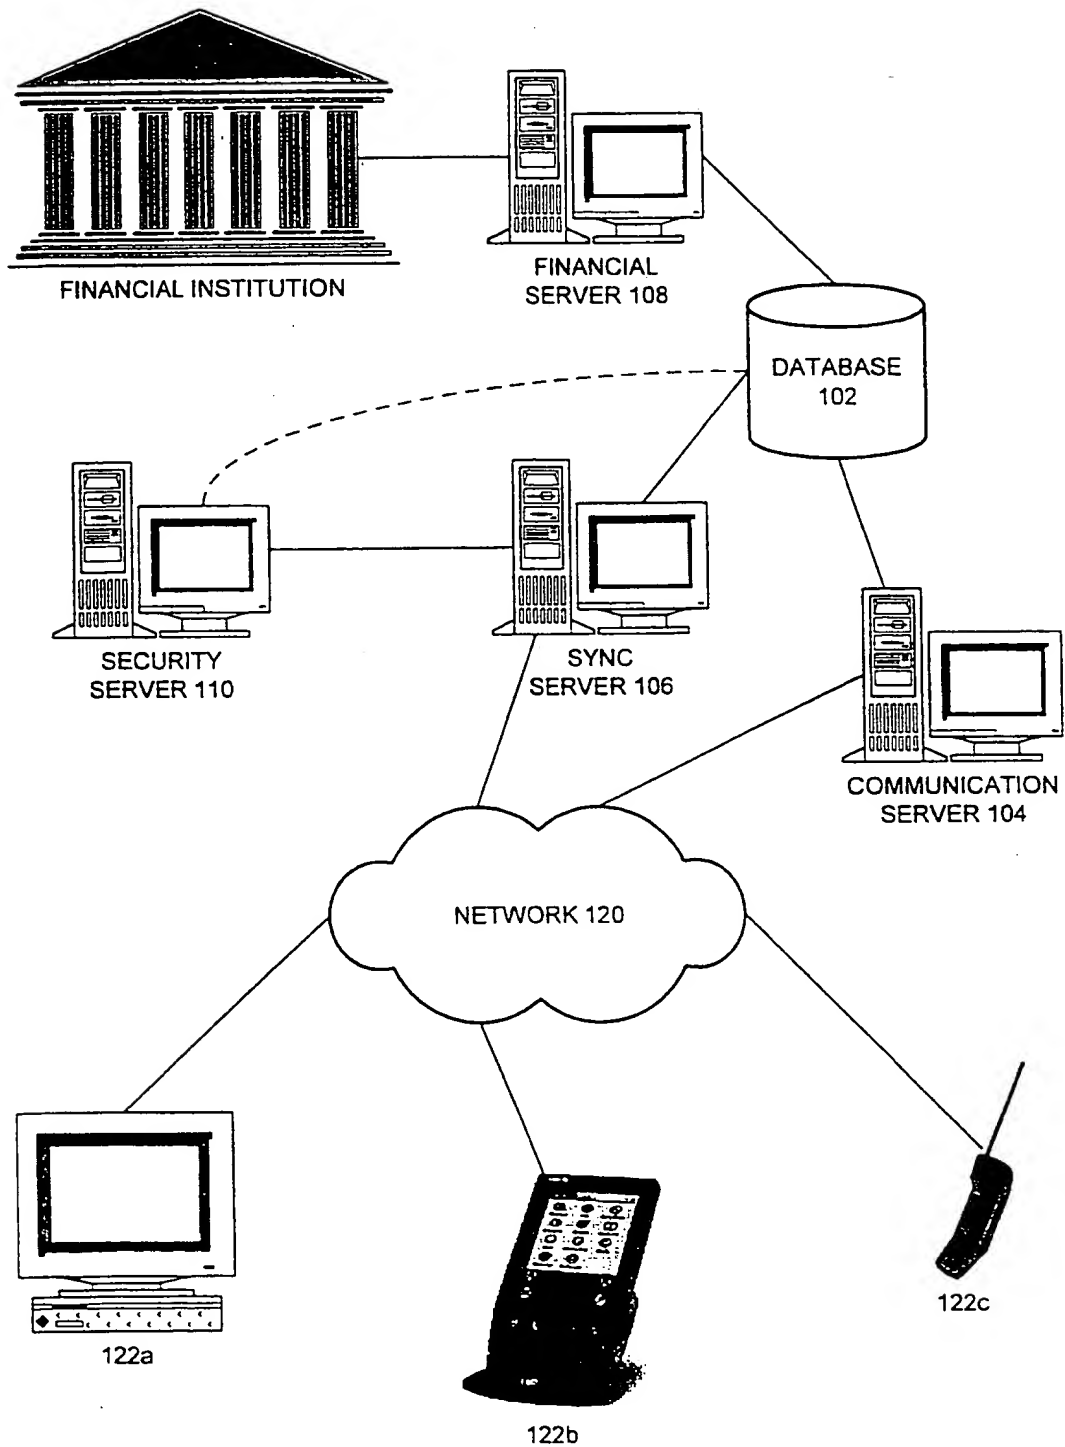 FINANCIAL INSTITUTION
FINANCIAL
SERVER 108
DATABASE
102
SECURITY
SERVER 110
SYNC
SERVER 106
COMMUNICATION
SERVER 104
NETWORK 120
122a
122b
122c